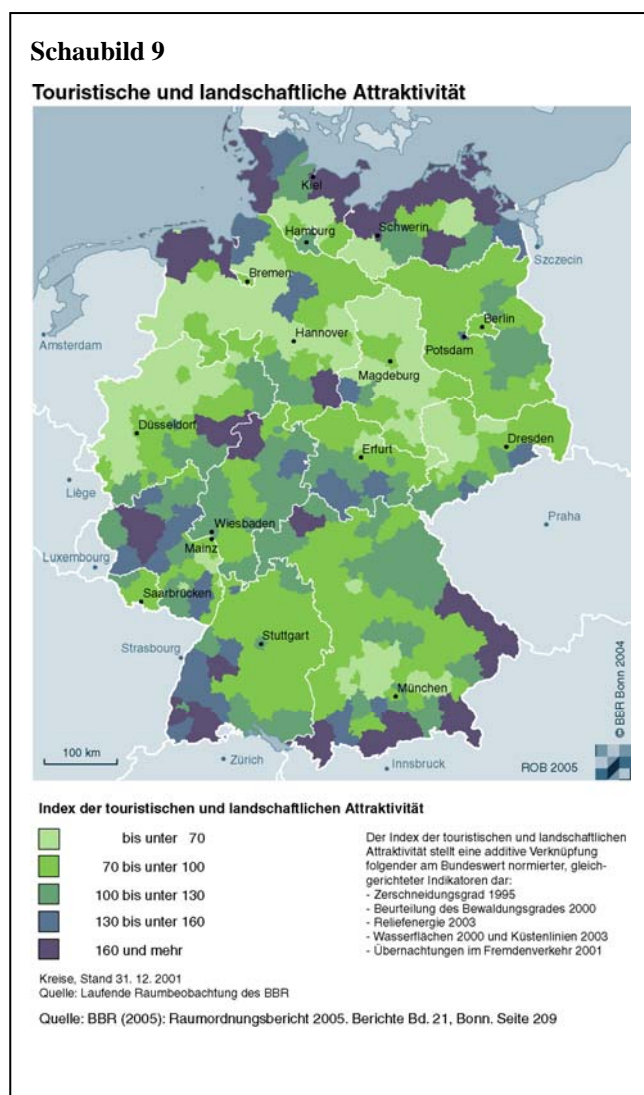 Schaubild 9
Touristische und landschaftliche Attraktivität
Kiel
Hamburg
Schwerin
Szczecin
Bremen
Amsterdam
Hannover
Berlin
Potsdam
Magdeburg
Düsseldorf
Erfurt
Dresden
Liège
Wiesbaden
Mainz
Praha
Luxembourg
Saarbrücken
Stuttgart
Strasbourg
München
© BBR Bonn 2004
100 km
Zürich
Innsbruck
ROB 2005
Index der touristischen und landschaftlichen Attraktivität
bis unter 70
70 bis unter 100
100 bis unter 130
130 bis unter 160
160 und mehr
Der Index der touristischen und landschaftlichen
Attraktivität stellt eine additive Verknüpfung
folgender am Bundeswert normierter, gleich-
gerichteter Indikatoren dar:
- Zerschneidungsgrad 1995
- Beurteilung des Bewaldungsgrades 2000
- Reliefenergie 2003
- Wasserflächen 2000 und Küstenlinien 2003
- Übernachtungen im Fremdenverkehr 2001
Kreise, Stand 31. 12. 2001
Quelle: Laufende Raumbeobachtung des BBR
Quelle: BBR (2005): Raumordnungsbericht 2005. Berichte Bd. 21, Bonn. Seite 209